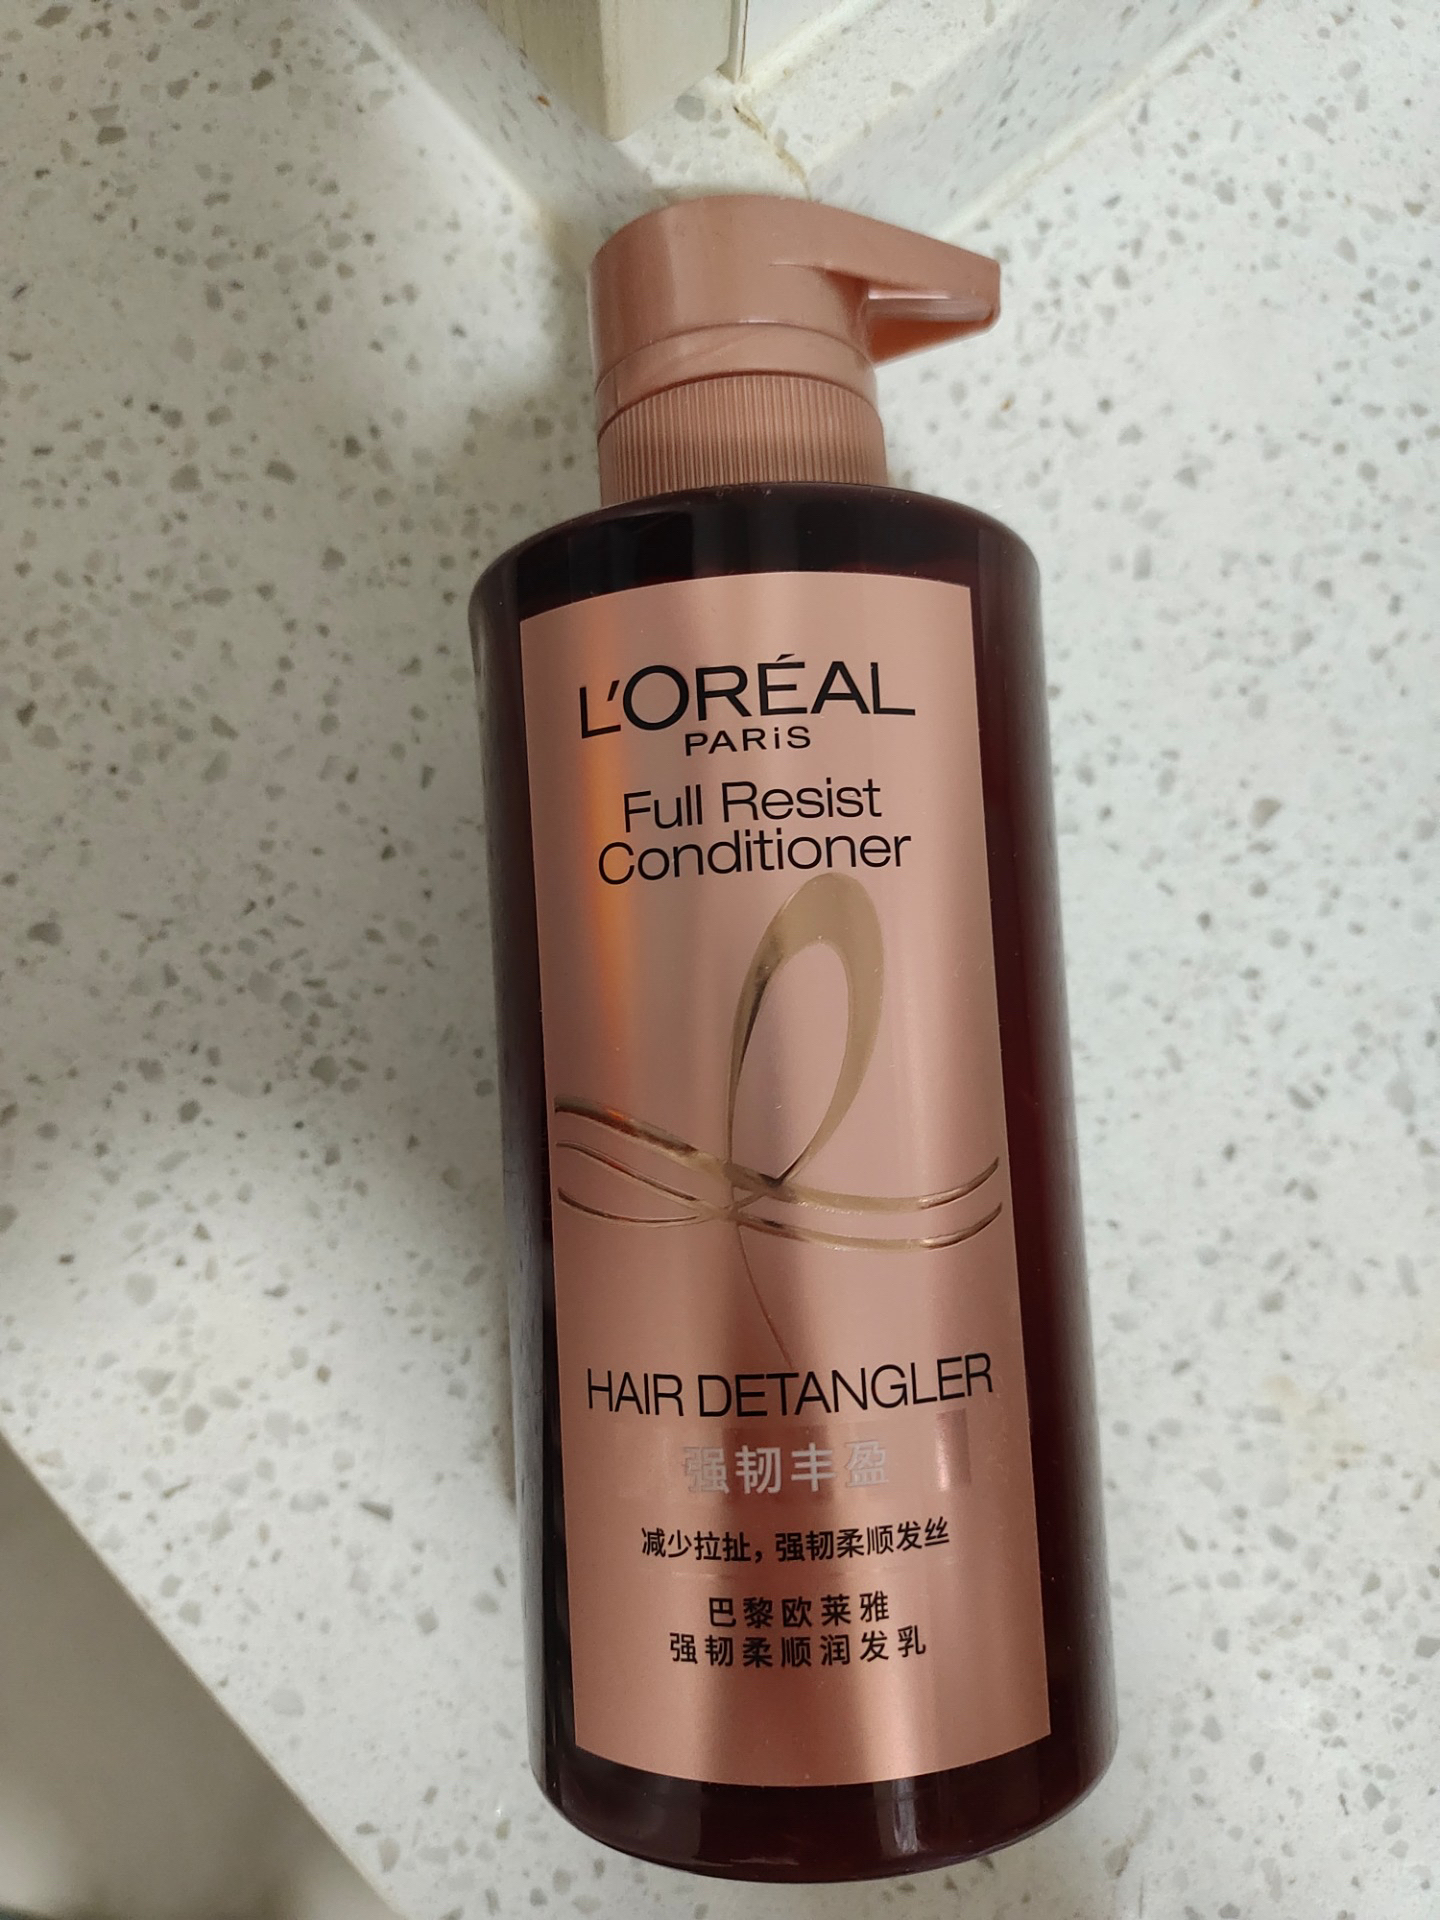 L'ORÉAL
PARiS
Full Resist
Conditioner
HAIR DETANGLER
强韧丰盈
减少拉扯，强韧柔顺发丝
巴黎欧莱雅
强韧柔顺润发乳